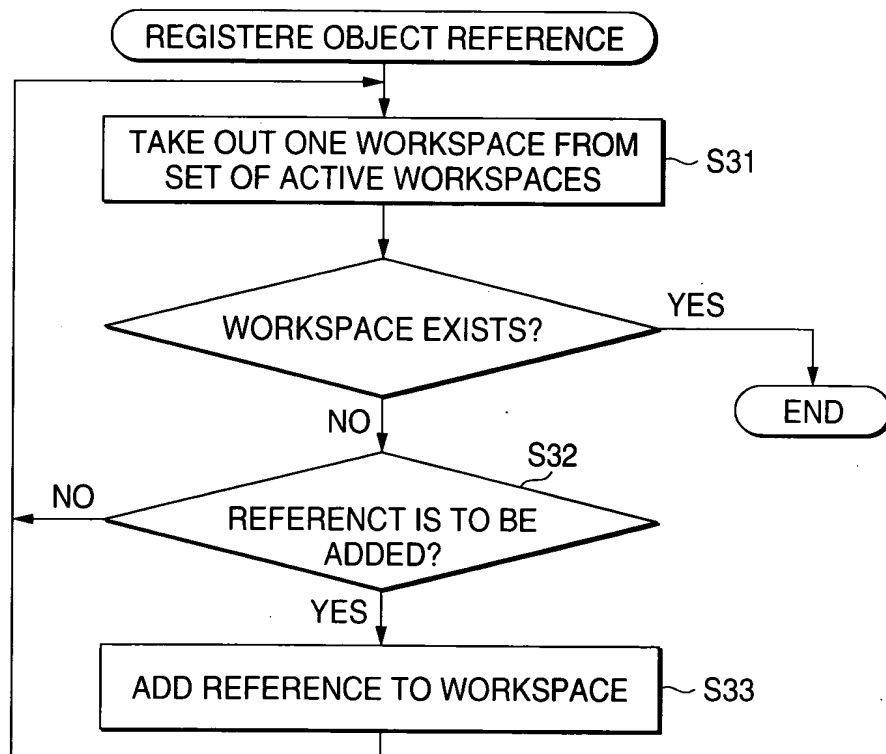 REGISTERE OBJECT REFERENCE
TAKE OUT ONE WORKSPACE FROM
SET OF ACTIVE WORKSPACES
S31
WORKSPACE EXISTS?
YES
END
NO
S32
NO
REFERENCT IS TO BE
ADDED?
YES
ADD REFERENCE TO WORKSPACE
S33